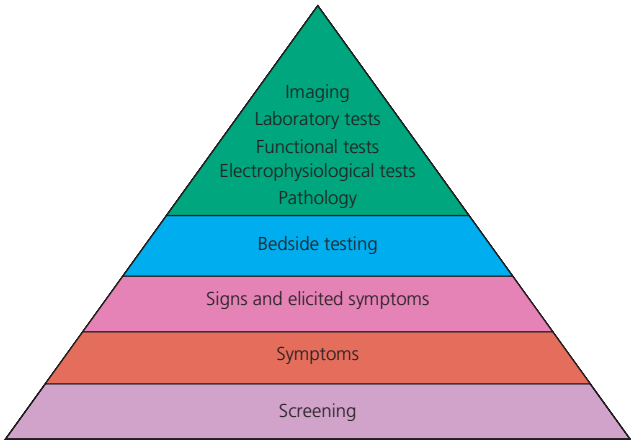 Imaging
Laboratory tests
Functional tests
Electrophysiological tests
Pathology
Bedside testing
Signs and elicited symptoms
Symptoms
Screening